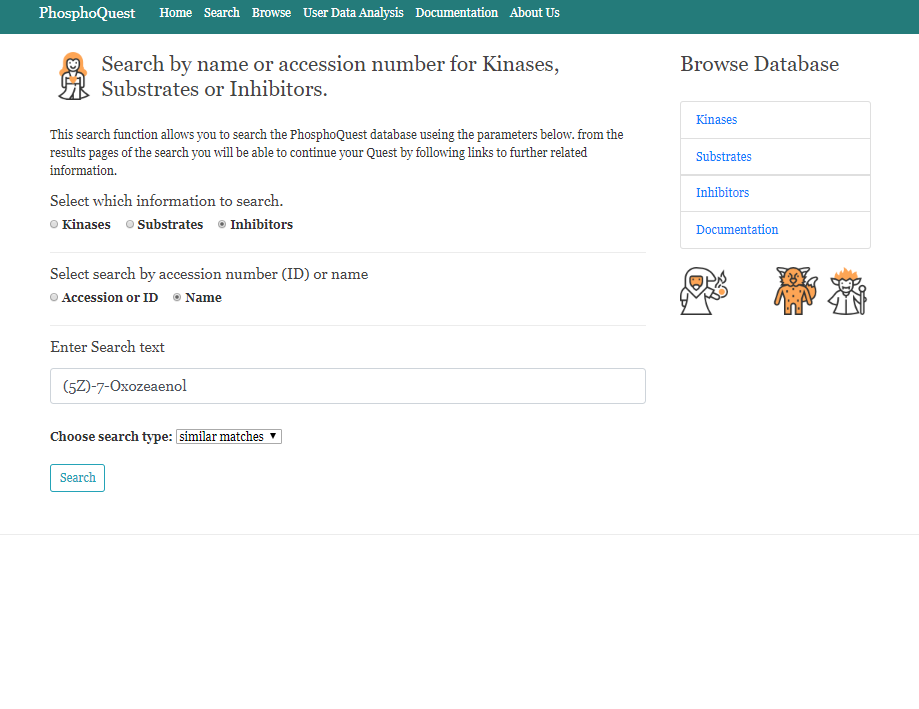 PhosphoQuest Home Search Browse User Data Analysis Documentation About Us
Search by name or accession number for Kinases,
Substrates or Inhibitors.
This search function allows you to search the PhosphoQuest database useing the parameters below. from the
results pages of the search you will be able to continue your Quest by following links to further related
information.
Select which information to search.
Kinases Substrates Inhibitors
Select search by accession number (ID) or name
Accession or ID Name
Enter Search text
(5Z)-7-Oxozeaenol
Choose search type: similar matches
Search
Browse Database
Kinases
Substrates
Inhibitors
Documentation